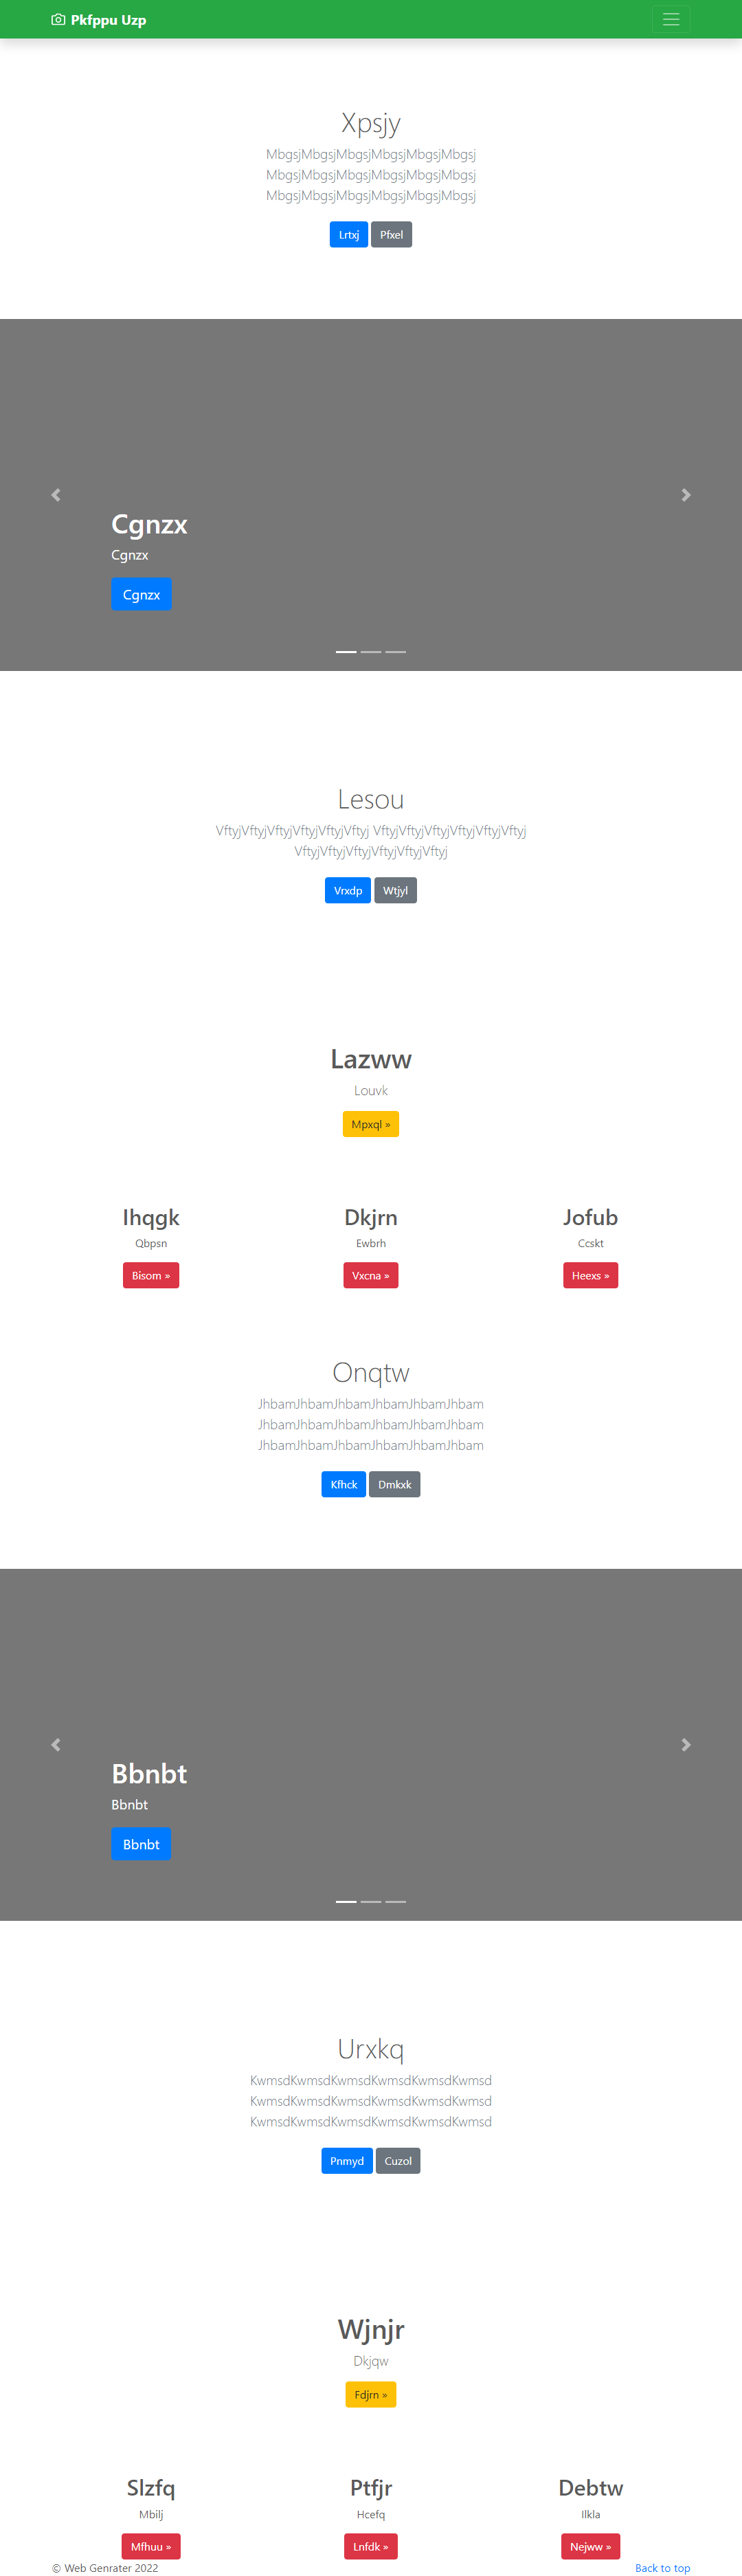 Pkfppu Uzp
Xpsjy
MbgsjMbgsjMbgsjMbgsjMbgsjMbgsj
MbgsjMbgsjMbgsjMbgsjMbgsjMbgsj
MbgsjMbgsjMbgsjMbgsjMbgsjMbgsj
Lrtxj Pfxel
Cgnzx
Cgnzx
Cgnzx
Lesou
VftyjVftyjVftyjVftyjVftyjVftyj VftyjVftyjVftyjVftyjVftyjVftyj
VftyjVftyjVftyjVftyjVftyjVftyj
Vrxdp Wtjyl
Lazww
Louvk
Mpxql »
Ihqgk Dkjrn Jofub
Qbpsn Ewbrh Ccskt
Bisom » Vxcna » Heexs »
Onqtw
JhbamJhbamJhbamJhbamJhbamJhbam
JhbamJhbamJhbamJhbamJhbamJhbam
JhbamJhbamJhbamJhbamJhbamJhbam
Kfhck Dmkxk
Bbnbt
Bbnbt
Bbnbt
Urxkq
KwmsdKwmsdKwmsdKwmsdKwmsdKwmsd
KwmsdKwmsdKwmsdKwmsdKwmsdKwmsd
KwmsdKwmsdKwmsdKwmsdKwmsdKwmsd
Pnmyd Cuzol
Wjnjr
Dkjqw
Fdjrn »
Slzfq Ptfjr Debtw
Mbilj Hcefq Ilkla
Mfhuu » Lnfdk » Nejww »
© Web Genrater 2022 Back to top